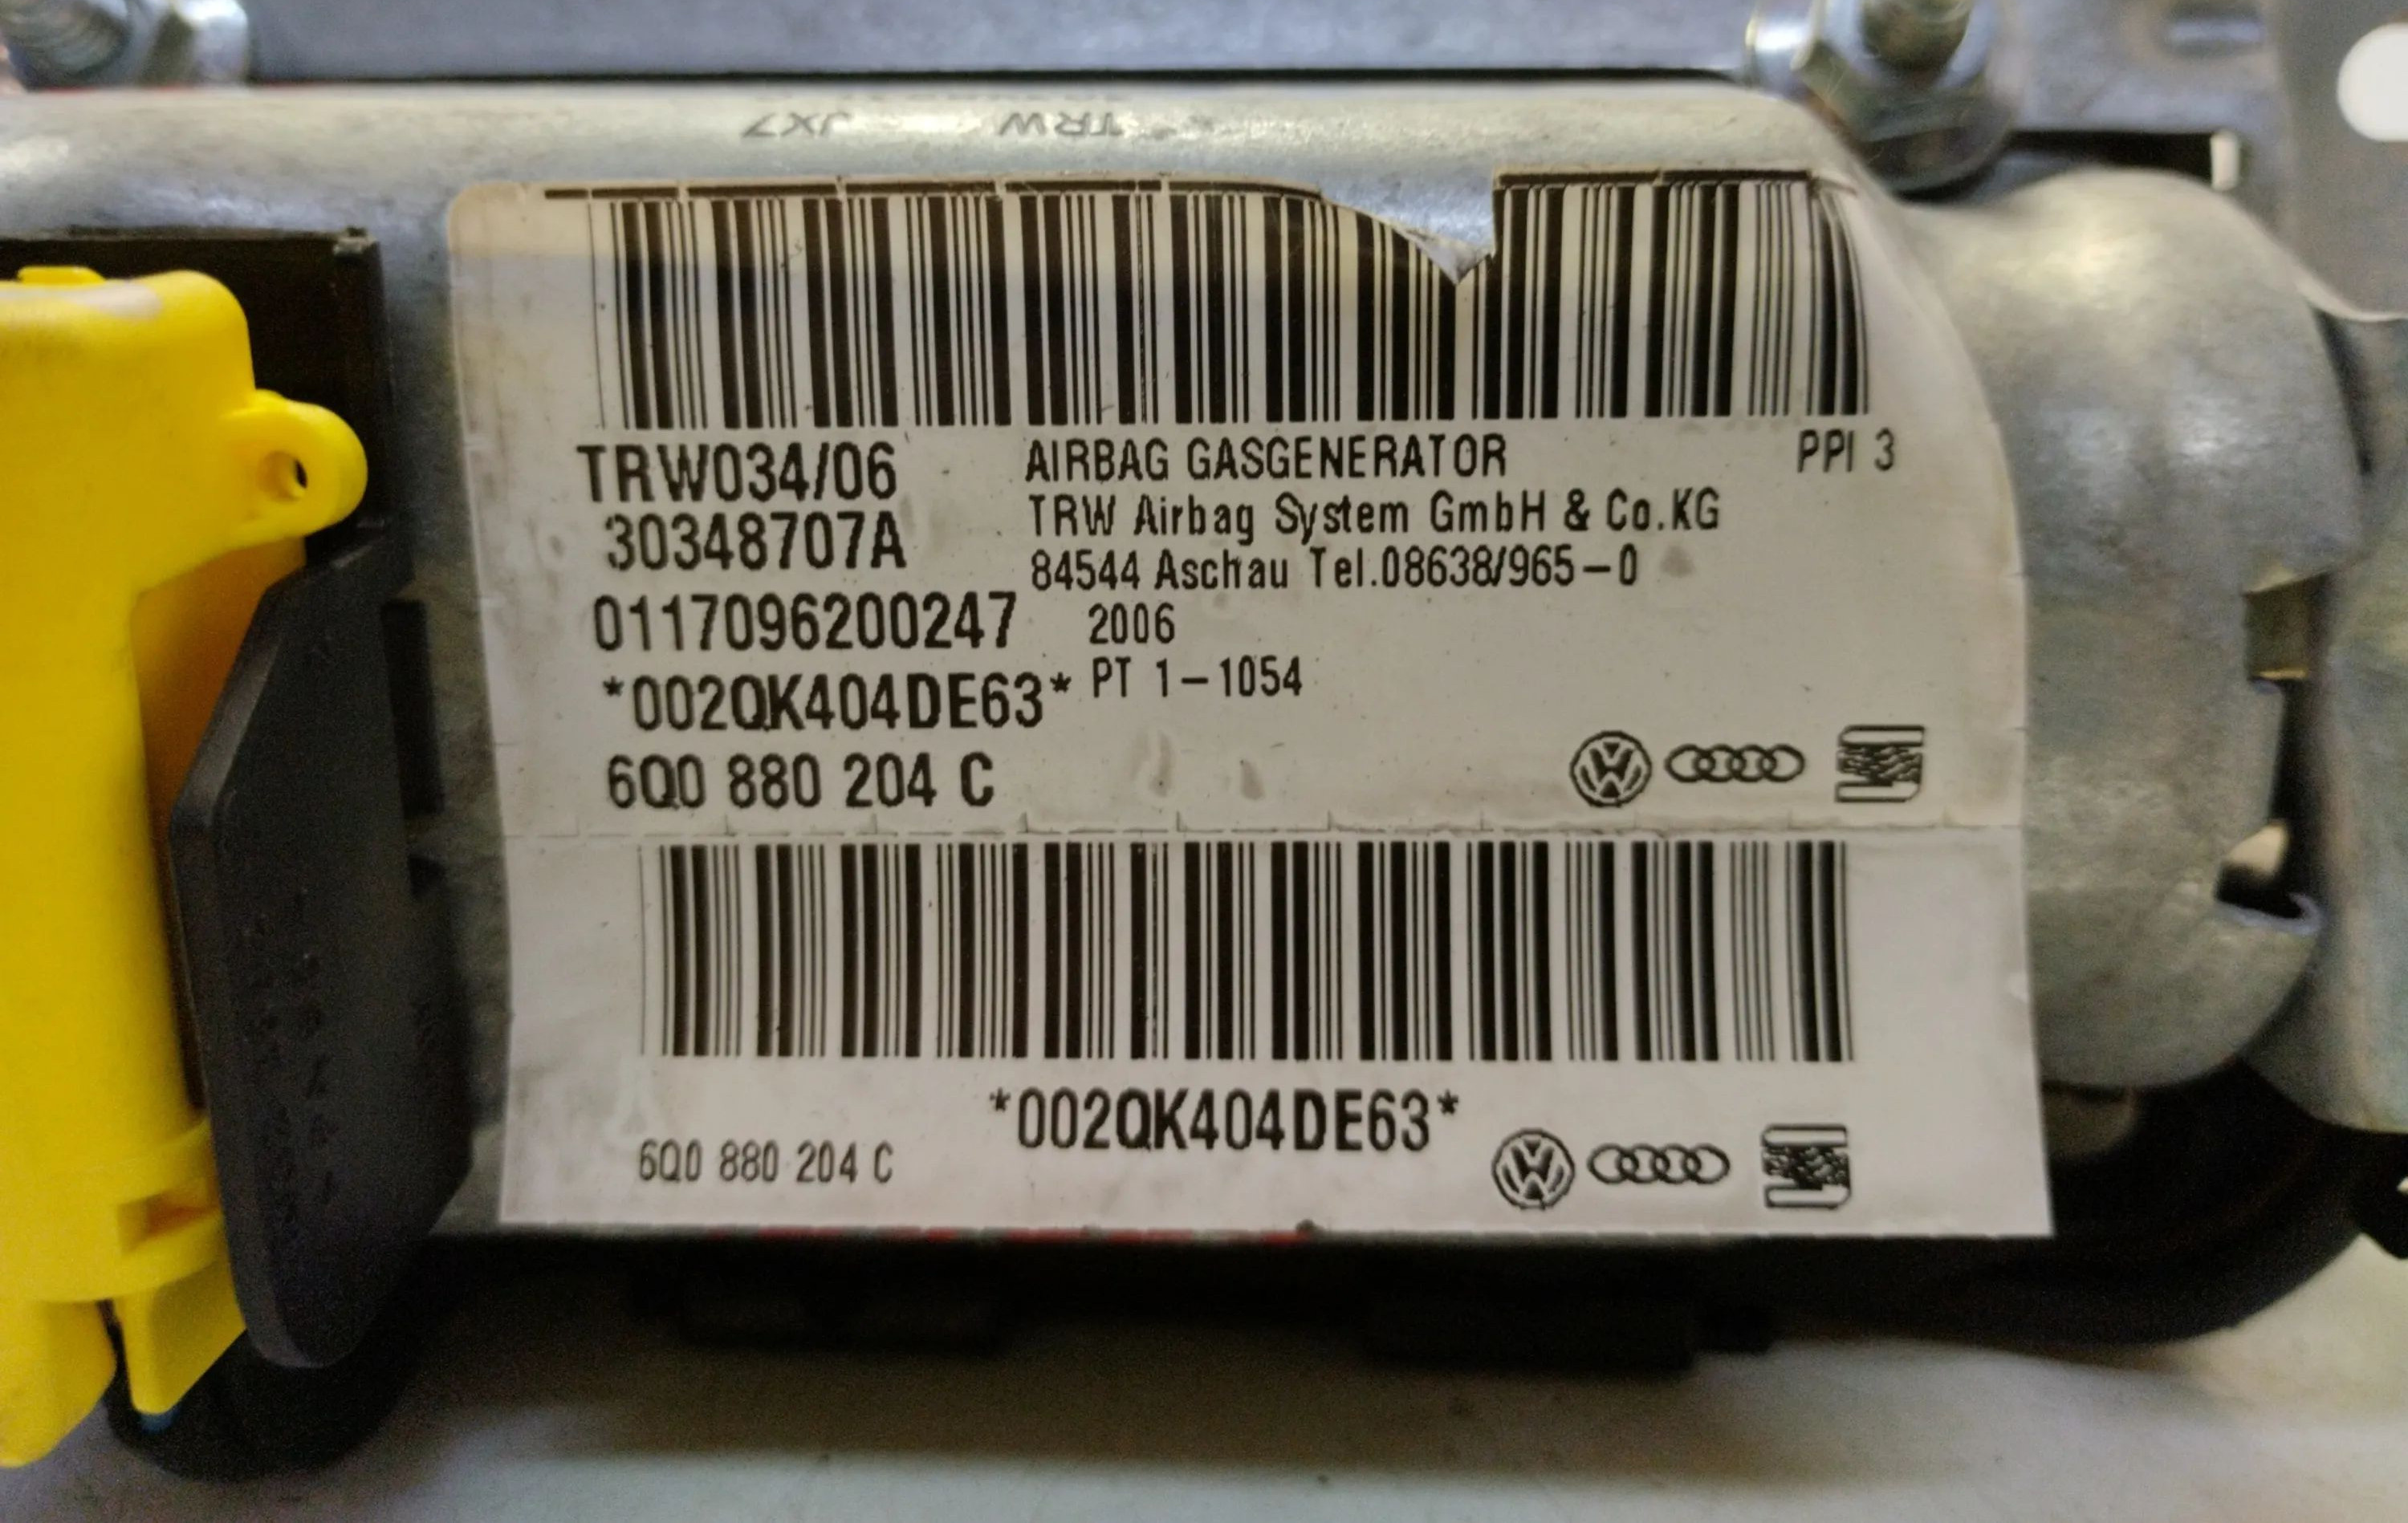 TRW JX7
TRW034/06
30348707A
0117096200247
*002QK404DE63*
6Q0 880 204 C
AIRBAG GASGENERATOR PPI 3
TRW Airbag System GmbH & Co.KG
84544 Aschau Tel.08638/965-0
2006
PT 1-1054
*002QK404DE63*
6Q0 880 204 C